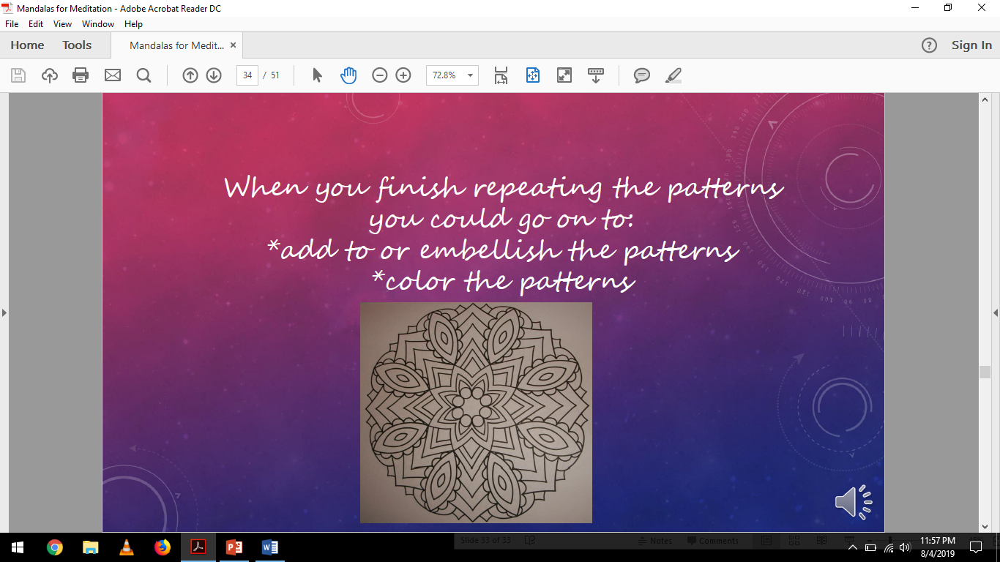 Mandalas for Meditation - Adobe Acrobat Reader DC
File Edit View Window Help
Home Tools Mandalas for Medit... × ? Sign In
34 / 51 72.8%
When you finish repeating the patterns
you could go on to:
*add to or embellish the patterns
*color the patterns
Slide 33 of 33 Notes Comments
11:57 PM
8/4/2019